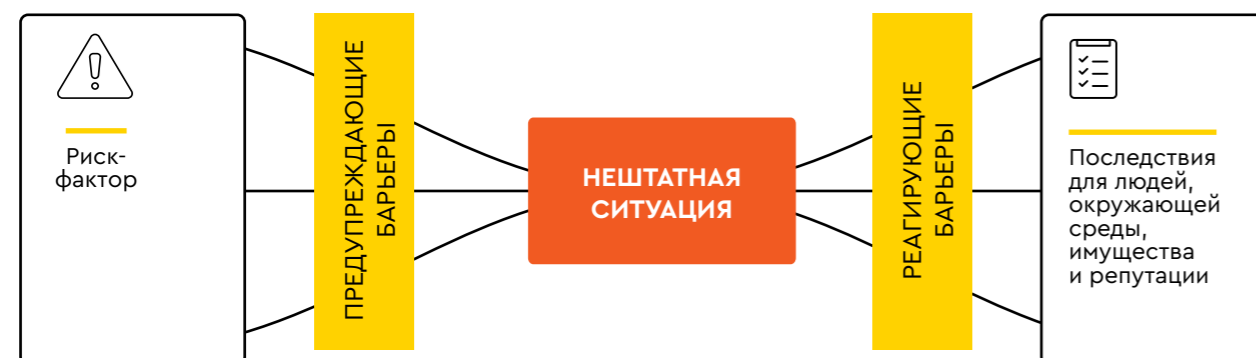 Риск-
фактор
ПРЕДУПРЕЖДАЮЩИЕ
БАРЬЕРЫ
НЕШТАТНАЯ
СИТУАЦИЯ
РЕАГИРУЮЩИЕ
БАРЬЕРЫ
Последствия
для людей,
окружающей
среды,
имущества
и репутации